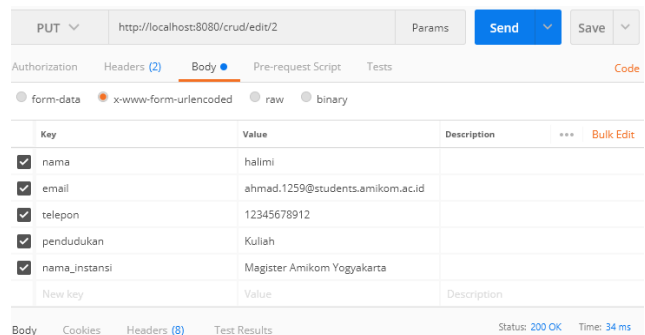 PUT http://localhost:8080/crud/edit/2 Params Send Save
Authorization Headers (2) Body Pre-request Script Tests Code
form-data x-www-form-urlencoded raw binary
Key Value Description ••• Bulk Edit
nama halimi
email ahmad.1259@students.amikom.ac.id
telepon 12345678912
pendudukan Kuliah
nama_instansi Magister Amikom Yogyakarta
New key Value Description
Body Cookies Headers (8) Test Results Status: 200 OK Time: 34 ms